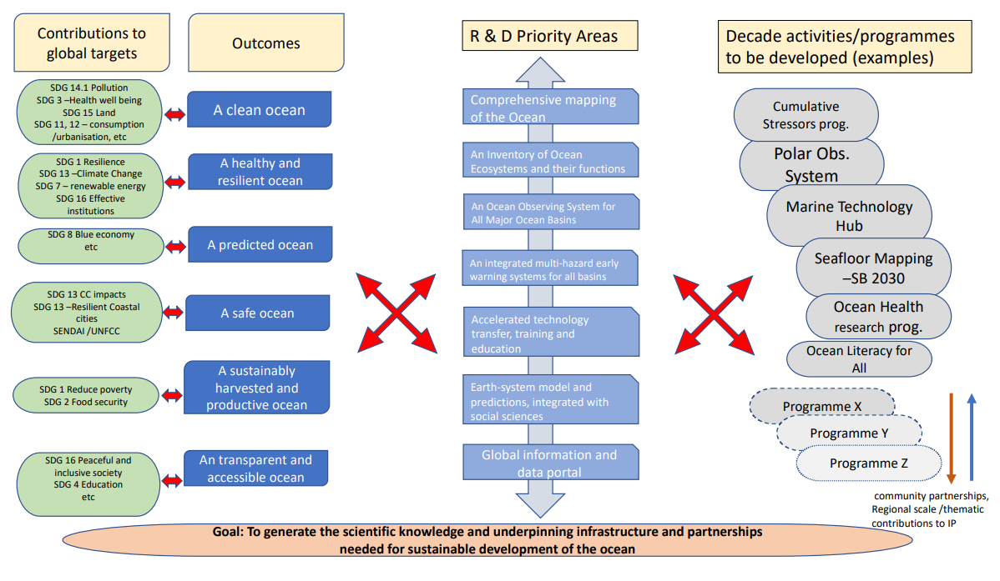 Contributions to
global targets
Outcomes
R & D Priority Areas
Decade activities/programmes
to be developed (examples)
SDG 14.1 Pollution
SDG 3 –Health well being
SDG 15 Land
SDG 11, 12 – consumption
/urbanisation, etc
A clean ocean
SDG 1 Resilience
SDG 13 –Climate Change
SDG 7 – renewable energy
SDG 16 Effective
institutions
A healthy and
resilient ocean
SDG 8 Blue economy
etc
A predicted ocean
SDG 13 CC impacts
SDG 13 –Resilient Coastal
cities
SENDAI /UNFCC
A safe ocean
SDG 1 Reduce poverty
SDG 2 Food security
A sustainably
harvested and
productive ocean
SDG 16 Peaceful and
inclusive society
SDG 4 Education
etc
An transparent and
accessible ocean
Comprehensive mapping
of the Ocean
An Inventory of Ocean
Ecosystems and their functions
An Ocean Observing System for
All Major Ocean Basins
An integrated multi-hazard early
warning systems for all basins
Accelerated technology
transfer, training and
education
Earth-system model and
predictions, integrated with
social sciences
Global information and
data portal
Cumulative
Stressors prog.
Polar Obs.
System
Marine Technology
Hub
Seafloor Mapping
–SB 2030
Ocean Health
research prog.
Ocean Literacy for
All
Programme X
Programme Y
Programme Z
community partnerships,
Regional scale /thematic
contributions to IP
Goal: To generate the scientific knowledge and underpinning infrastructure and partnerships
needed for sustainable development of the ocean